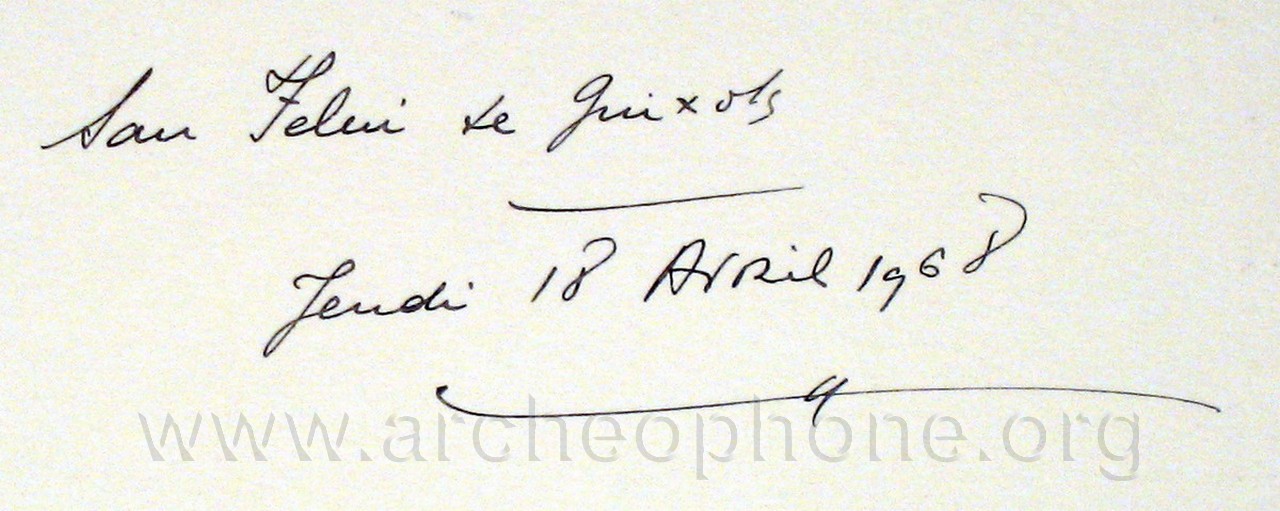 San Feliu de Guixols
Jeudi 18 Avril 1968
www.archeophone.org